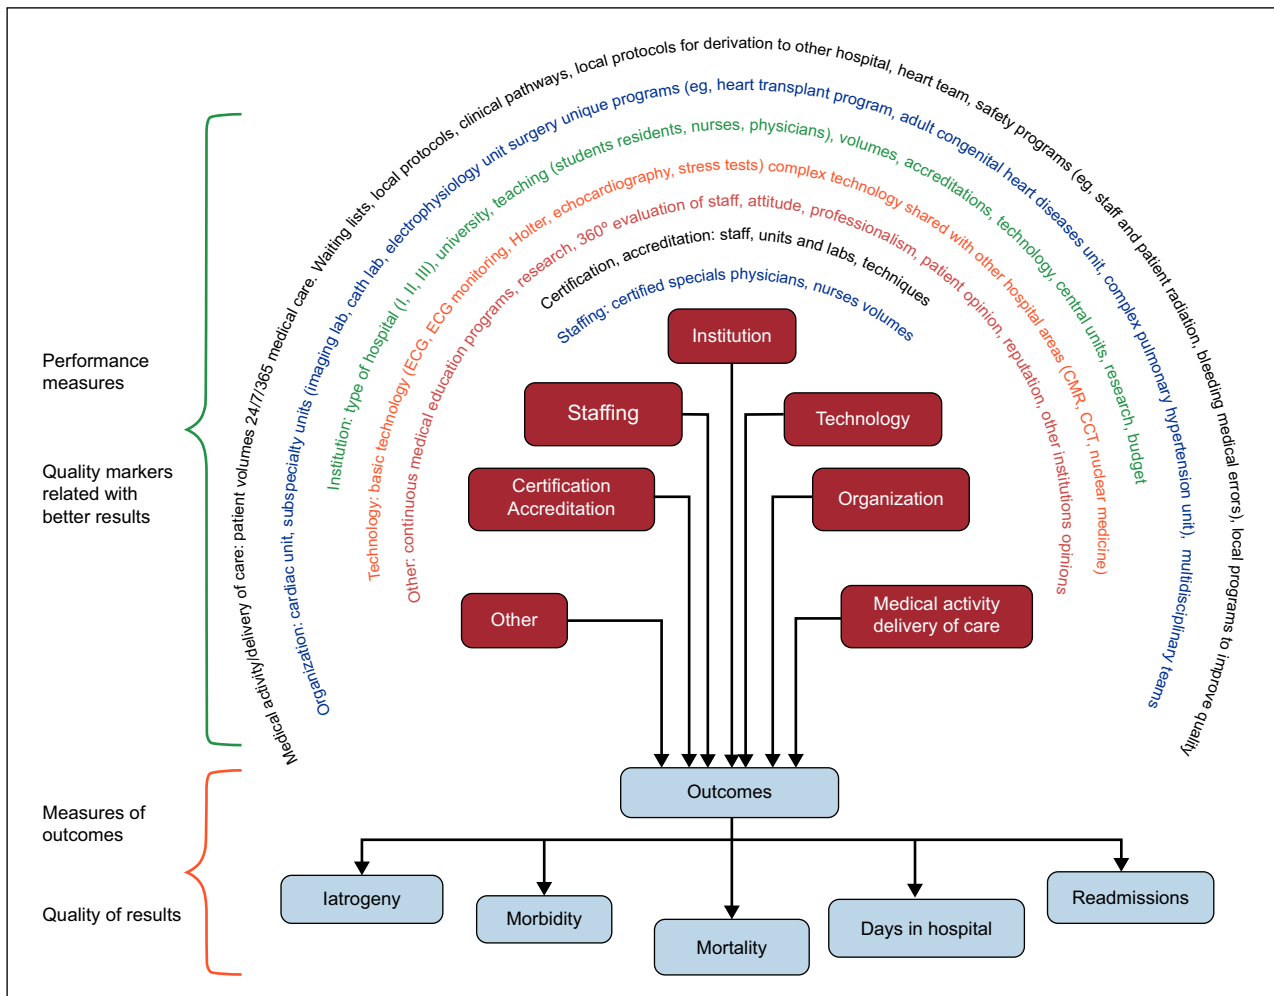 Medical activity/delivery of care: patient volumes 24/7/365 medical care. Waiting lists, local protocols, clinical pathways, local protocols for derivation to other hospital, heart team, safety programs (eg, staff and patient radiation, bleeding medical errors), local programs to improve quality
Organization: cardiac unit, subspecialty units (imaging lab, cath lab, electrophysiology unit surgery unique programs (eg, heart transplant program, adult congenital heart diseases unit, complex pulmonary hypertension unit), multidisciplinary teams
Institution: type of hospital (I, II, III), university, teaching (students residents, nurses, physicians), volumes, accreditations, technology, central units, research, budget
Technology: basic technology (ECG, ECG monitoring, Holter, echocardiography, stress tests) complex technology shared with other hospital areas (CMR, CCT, nuclear medicine)
Other: continuous medical education programs, research, 360º evaluation of staff, attitude, professionalism, patient opinion, reputation, other institutions opinions
Certification, accreditation: staff, units and labs, techniques
Staffing: certified specials physicians, nurses volumes
Performance
measures
Quality markers
related with
better results
Institution
Staffing
Technology
Certification
Accreditation
Organization
Other
Medical activity
delivery of care
Measures of
outcomes
Quality of results
Outcomes
Iatrogeny
Morbidity
Mortality
Days in hospital
Readmissions